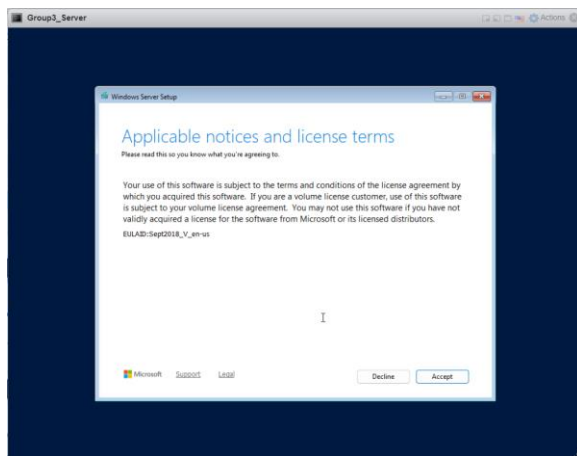 Group3_Server
Actions
Windows Server Setup
Applicable notices and license terms
Please read this so you know what you're agreeing to.
Your use of this software is subject to the terms and conditions of the license agreement by
which you acquired this software. If you are a volume license customer, use of this software
is subject to your volume license agreement. You may not use this software if you have not
validly acquired a license for the software from Microsoft or its licensed distributors.
EULAID:Sept2018_V_en-us
Microsoft Support Legal
Decline Accept